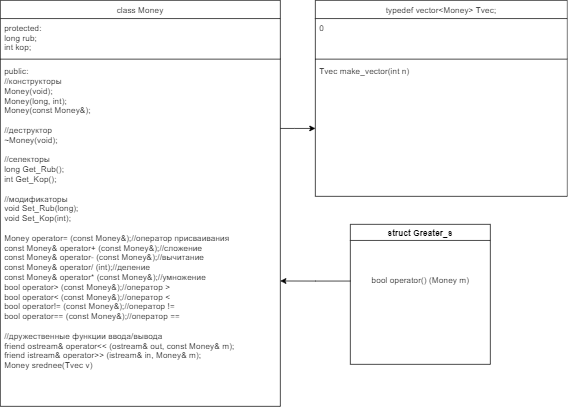 class Money
protected:
long rub;
int kop;
public:
//конструкторы
Money(void);
Money(long, int);
Money(const Money&);
//деструктор
~Money(void);
//селекторы
long Get_Rub();
int Get_Kop();
//модификаторы
void Set_Rub(long);
void Set_Kop(int);
Money operator= (const Money&);//оператор присваивания
const Money& operator+ (const Money&);//сложение
const Money& operator- (const Money&);//вычитание
const Money& operator/ (int);//деление
const Money& operator* (const Money&);//умножение
bool operator> (const Money&);//оператор >
bool operator< (const Money&);//оператор <
bool operator!= (const Money&);//оператор !=
bool operator== (const Money&);//оператор ==
//дружественные функции ввода/вывода
friend ostream& operator<< (ostream& out, const Money& m);
friend istream& operator>> (istream& in, Money& m);
Money srednee(Tvec v)
typedef vector<Money> Tvec;
0
Tvec make_vector(int n)
struct Greater_s
bool operator() (Money m)